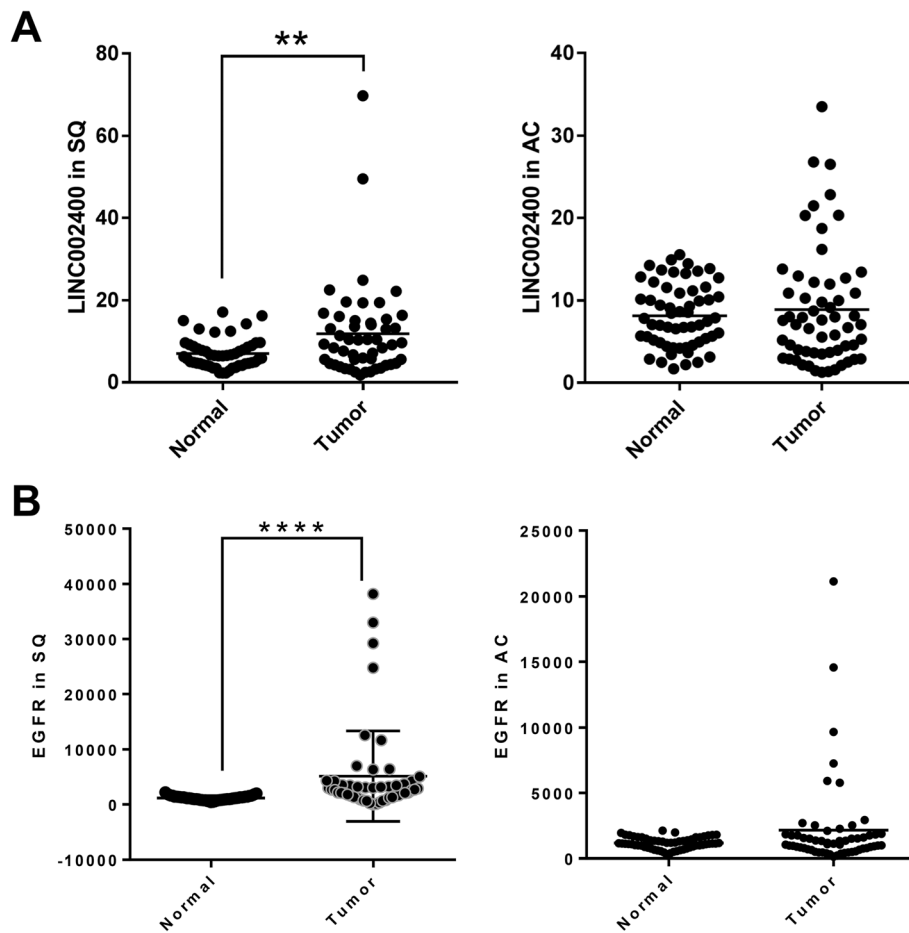 A
**
LINC002400 in SQ
80
60
40
20
0
Normal
Tumor
LINC002400 in AC
40
30
20
10
0
Normal
Tumor
B
****
EGFR in SQ
50000
40000
30000
20000
10000
0
-10000
Normal
Tumor
EGFR in AC
25000
20000
15000
10000
5000
0
Normal
Tumor